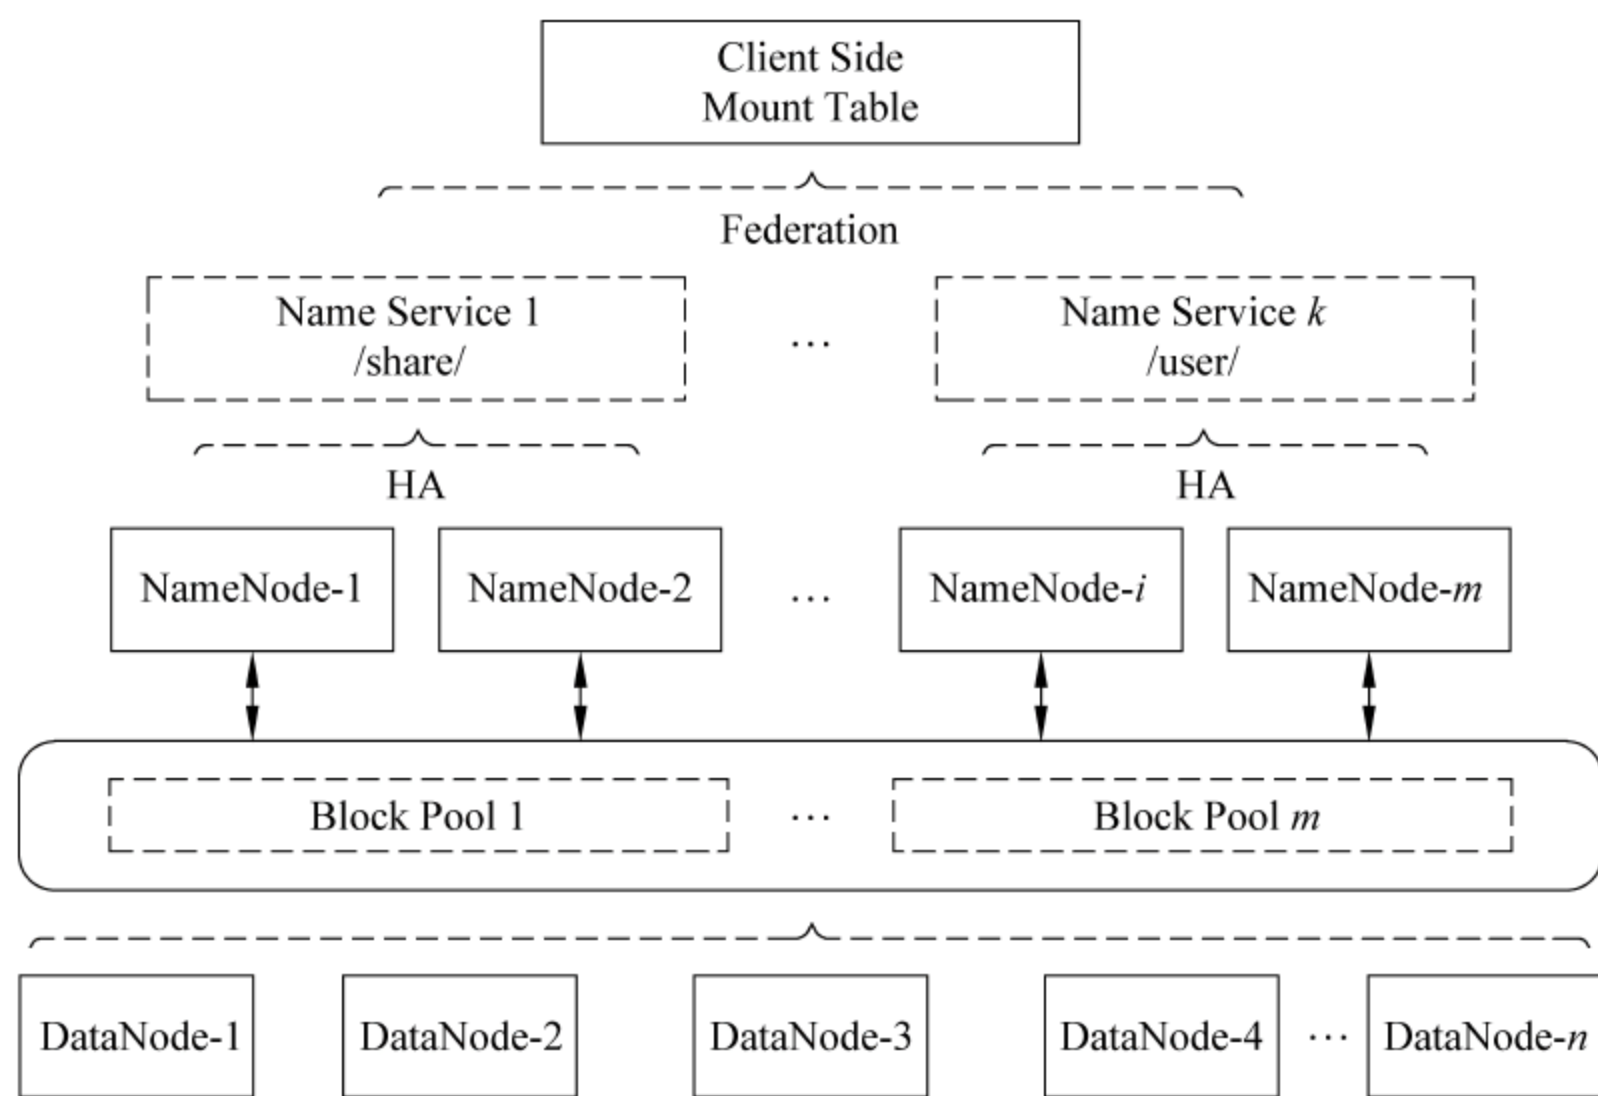 Client Side
Mount Table
Federation
Name Service 1
/share/
...
Name Service k
/user/
HA
HA
NameNode-1
NameNode-2
...
NameNode-i
NameNode-m
Block Pool 1
...
Block Pool m
DataNode-1
DataNode-2
DataNode-3
DataNode-4
...
DataNode-n